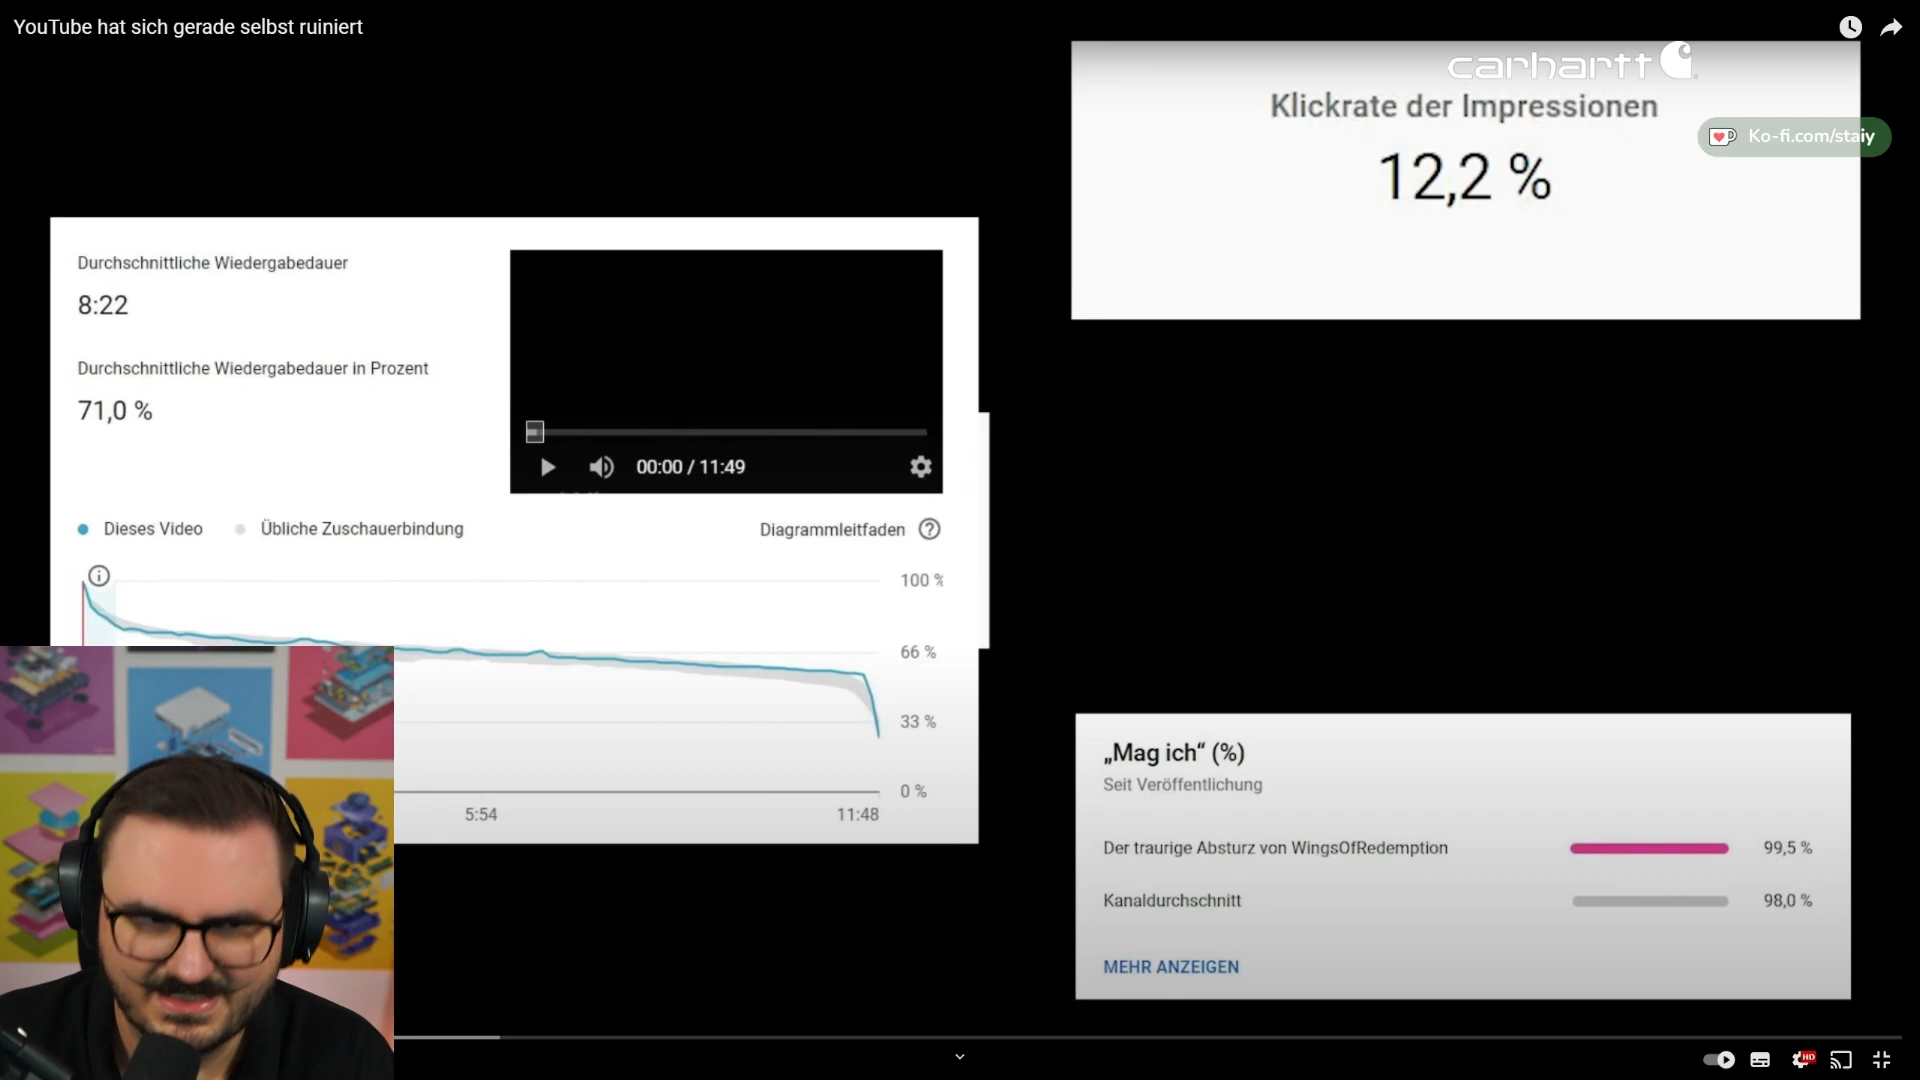 YouTube hat sich gerade selbst ruiniert
carhartt
Klickrate der Impressionen
12,2 %
Ko-fi.com/staiy
Durchschnittliche Wiedergabedauer
8:22
Durchschnittliche Wiedergabedauer in Prozent
71,0 %
00:00 / 11:49
Dieses Video
Übliche Zuschauerbindung
Diagrammleitfaden
100 %
66 %
33 %
0 %
5:54
11:48
„Mag ich“ (%)
Seit Veröffentlichung
Der traurige Absturz von WingsOfRedemption
99,5 %
Kanaldurchschnitt
98,0 %
MEHR ANZEIGEN
HD